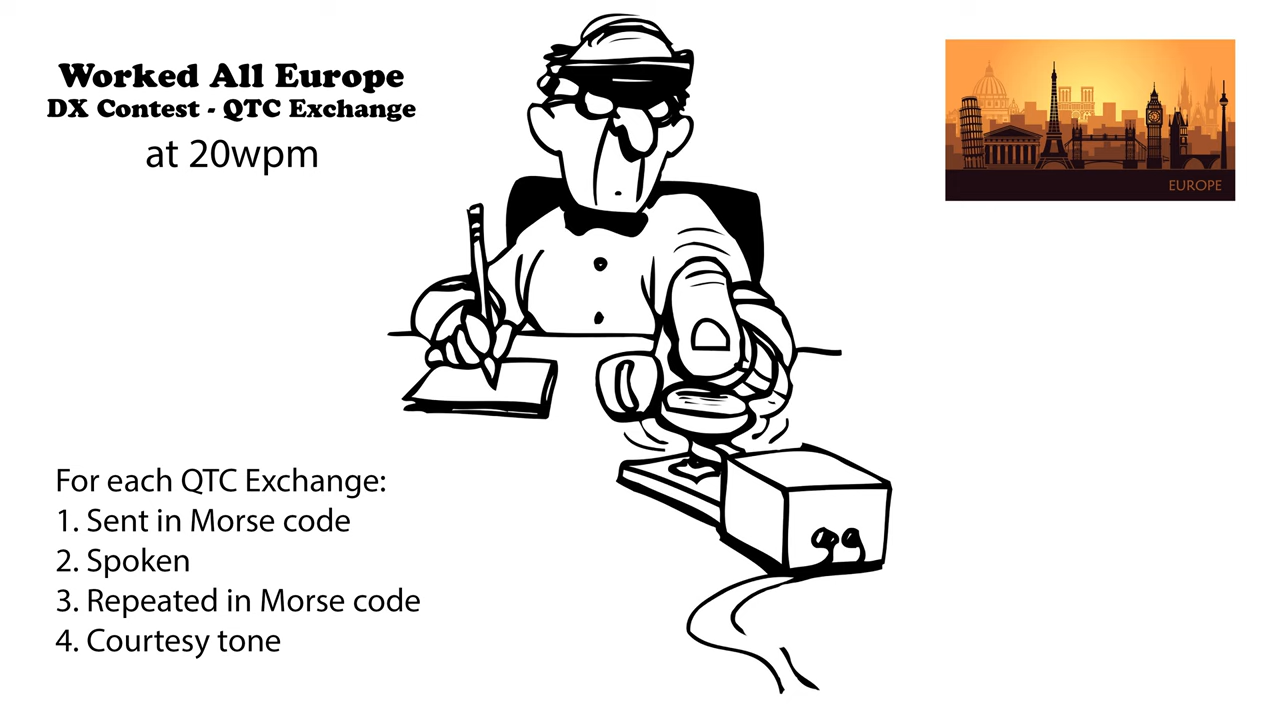 Worked All Europe
DX Contest - QTC Exchange
at 20wpm
EUROPE
For each QTC Exchange:
1. Sent in Morse code
2. Spoken
3. Repeated in Morse code
4. Courtesy tone